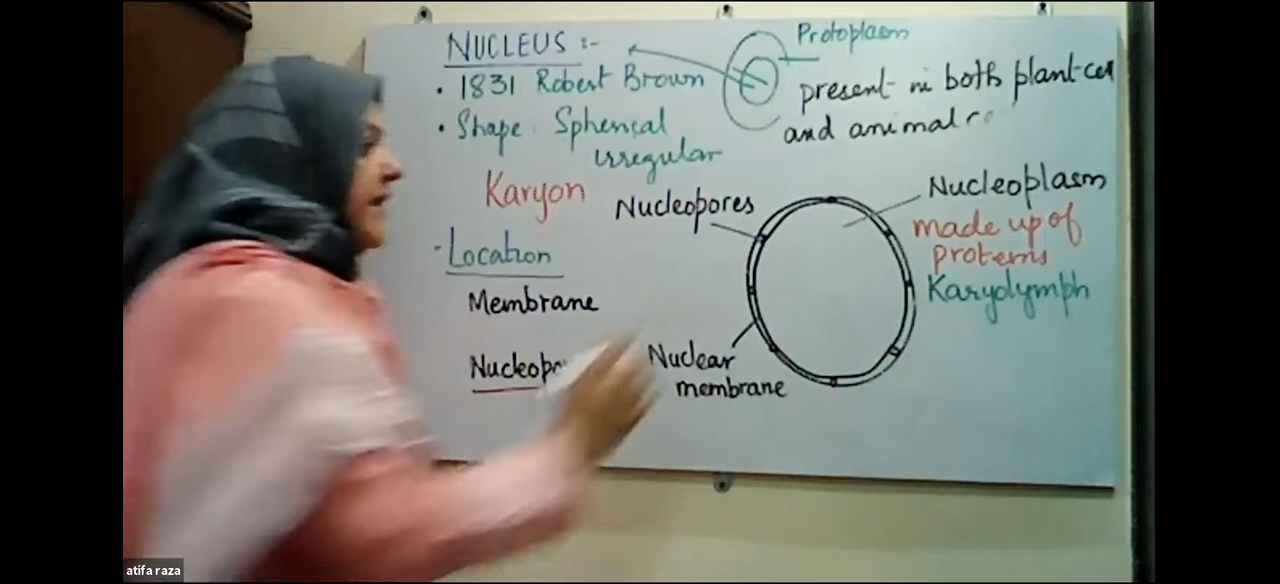 NUCLEUS :-
• 1831 Robert Brown
• Shape : Spherical
irregular
Karyon
Protoplasm
present in both plant cell
and animal
Nucleopores
Nucleoplasm
made up of
proteins
Karyolymph
- Location
Membrane
Nuclear
membrane
atifa raza